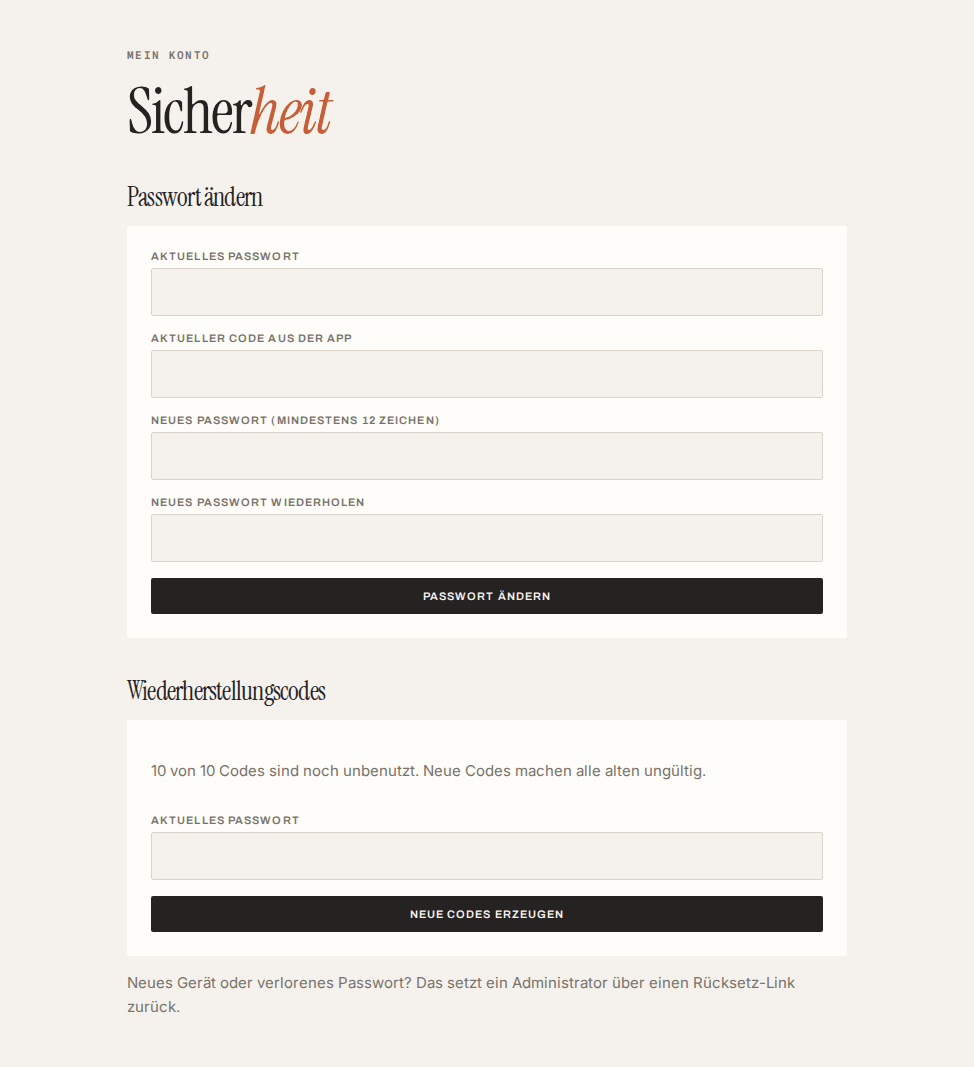 MEIN KONTO
Sicherheit
Passwort ändern
AKTUELLES PASSWORT
AKTUELLER CODE AUS DER APP
NEUES PASSWORT (MINDESTENS 12 ZEICHEN)
NEUES PASSWORT WIEDERHOLEN
PASSWORT ÄNDERN
Wiederherstellungscodes
10 von 10 Codes sind noch unbenutzt. Neue Codes machen alle alten ungültig.
AKTUELLES PASSWORT
NEUE CODES ERZEUGEN
Neues Gerät oder verlorenes Passwort? Das setzt ein Administrator über einen Rücksetz-Link
zurück.